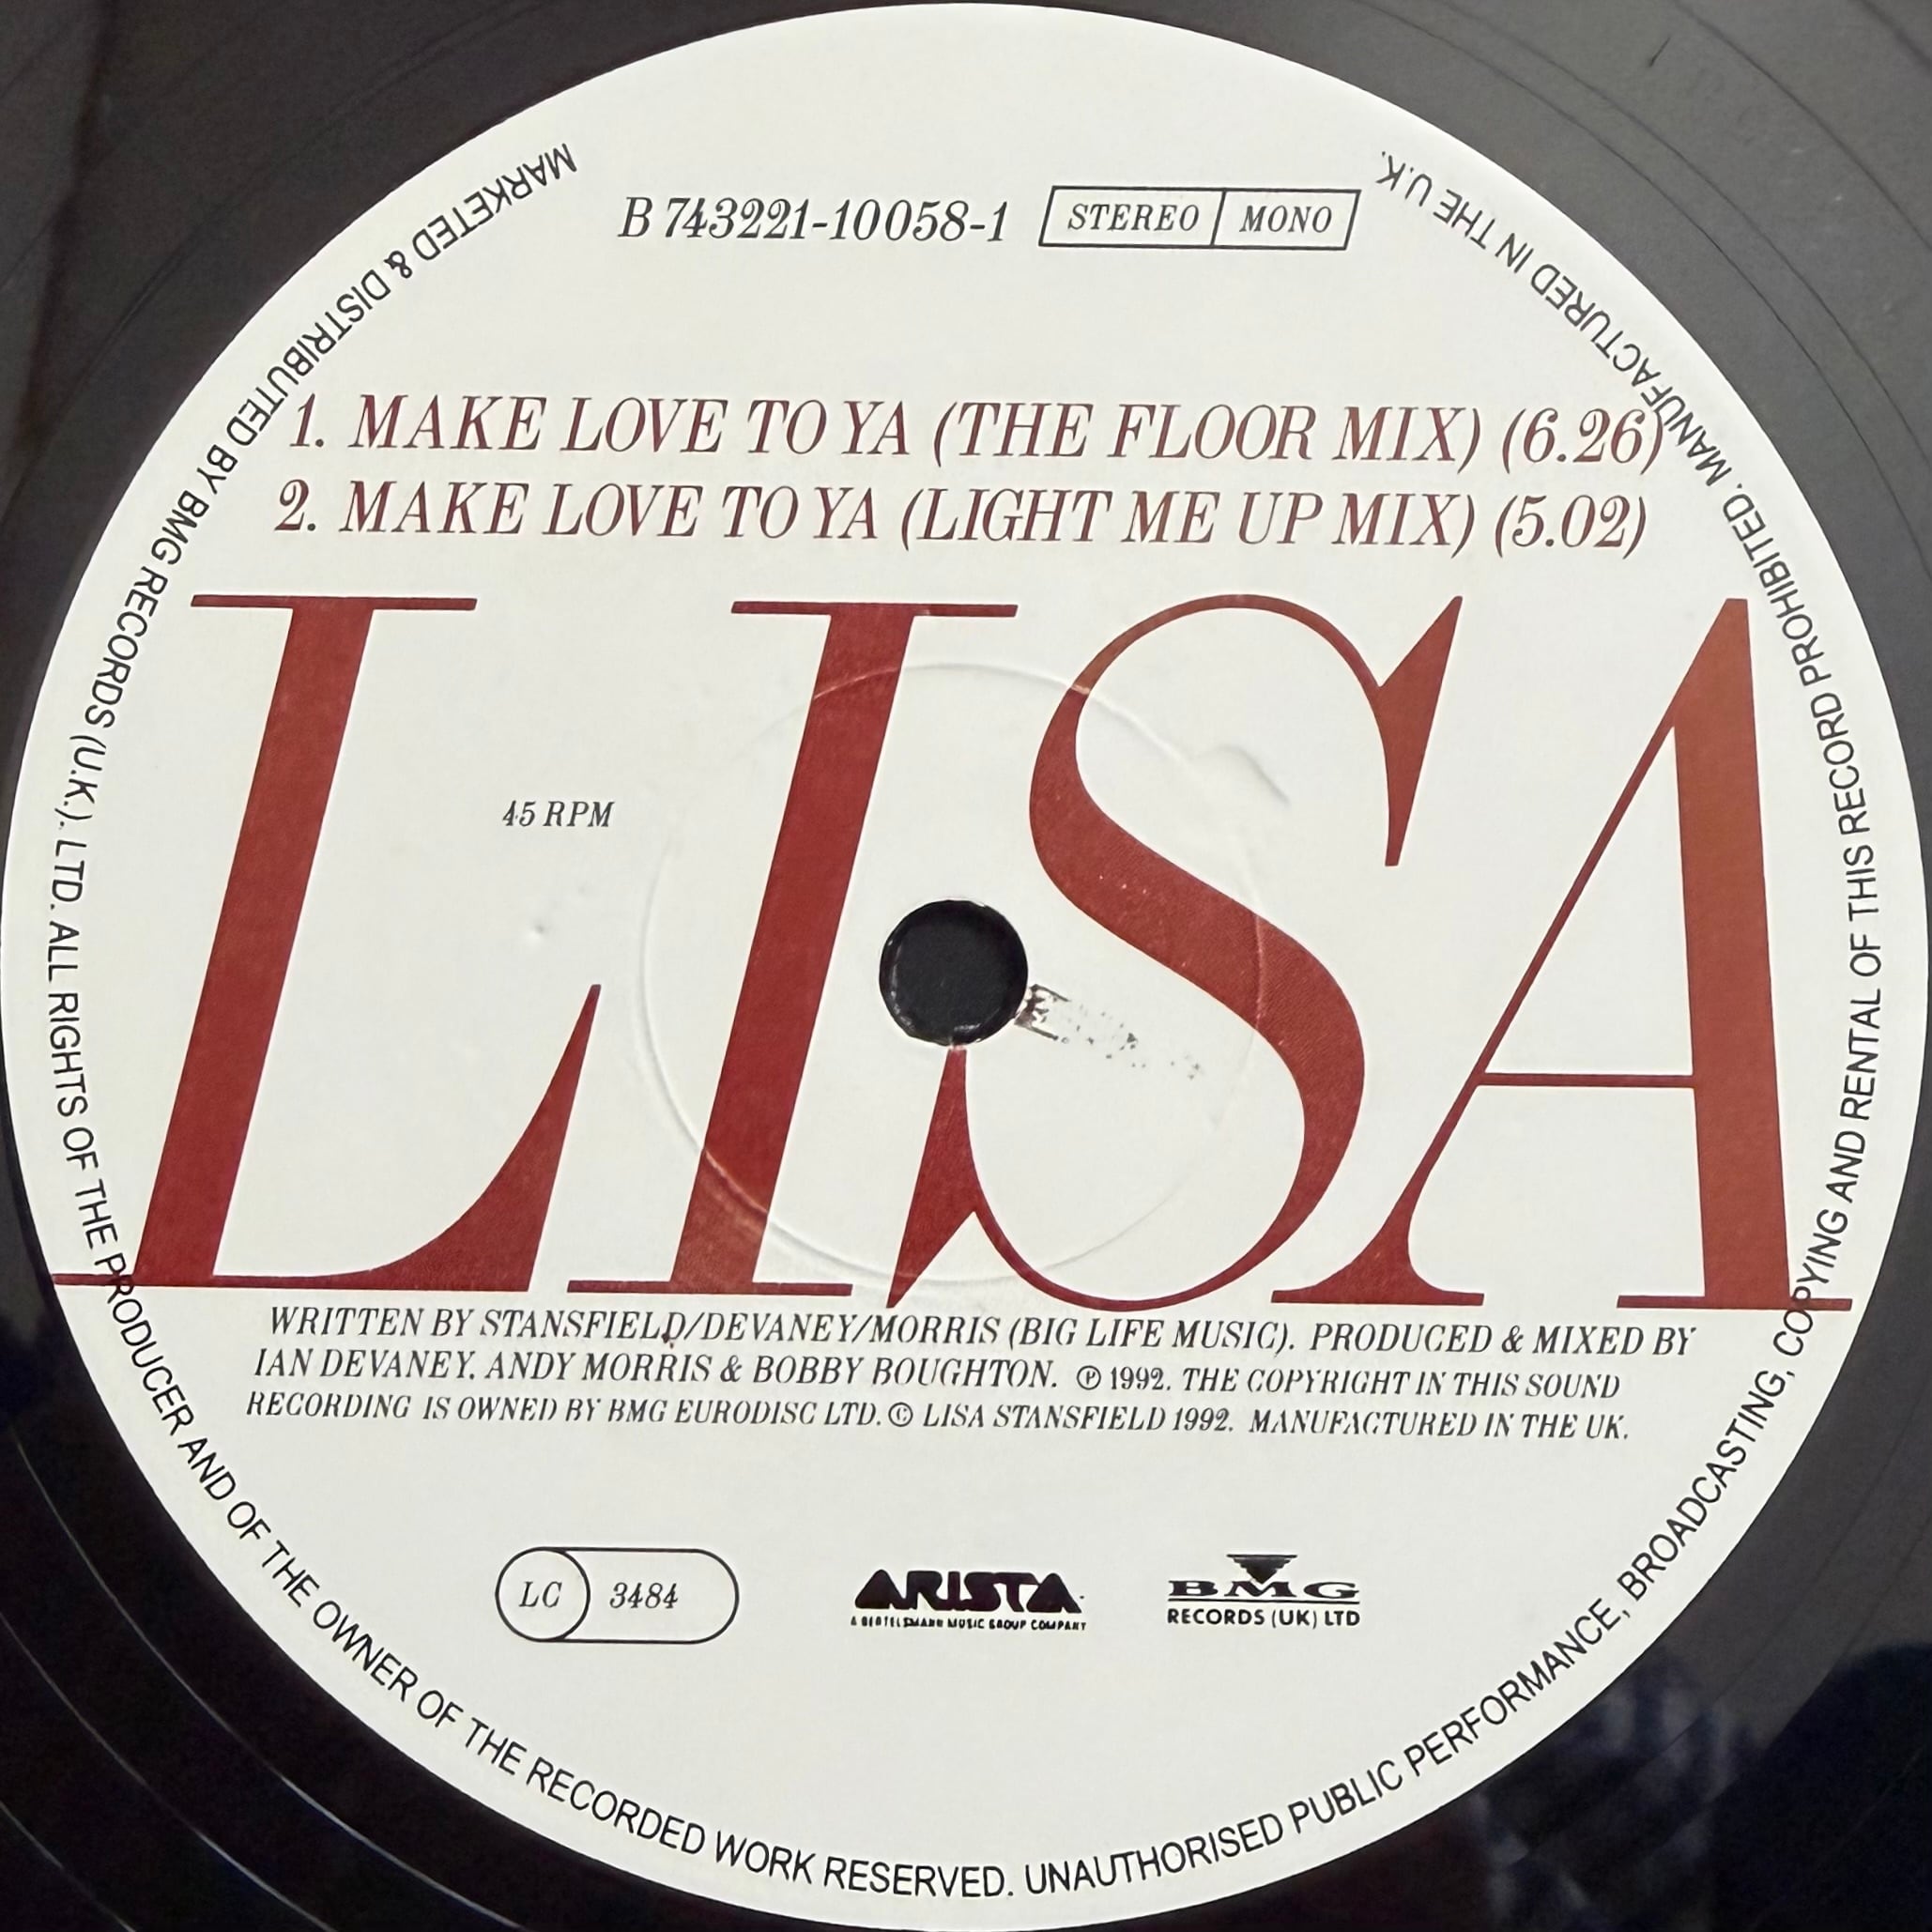 B 743221-10058-1 STEREO MONO
1. MAKE LOVE TO YA (THE FLOOR MIX) (6.26)
2. MAKE LOVE TO YA (LIGHT ME UP MIX) (5.02)
LISA
45 RPM
WRITTEN BY STANSFIELD/DEVANEY/MORRIS (BIG LIFE MUSIC). PRODUCED & MIXED BY
IAN DEVANEY, ANDY MORRIS & BOBBY BOUGHTON. ℗ 1992. THE COPYRIGHT IN THIS SOUND
RECORDING IS OWNED BY BMG EURODISC LTD. © LISA STANSFIELD 1992. MANUFACTURED IN THE UK.
LC 3484
ARISTA
A BERTELSMANN MUSIC GROUP COMPANY
BMG
RECORDS (UK) LTD
MARKETED & DISTRIBUTED BY BMG RECORDS (U.K.). LTD. ALL RIGHTS OF THE PRODUCER AND OF THE OWNER OF THE RECORDED WORK RESERVED. UNAUTHORISED PUBLIC PERFORMANCE, BROADCASTING, COPYING AND RENTAL OF THIS RECORD PROHIBITED. MANUFACTURED IN THE U.K.